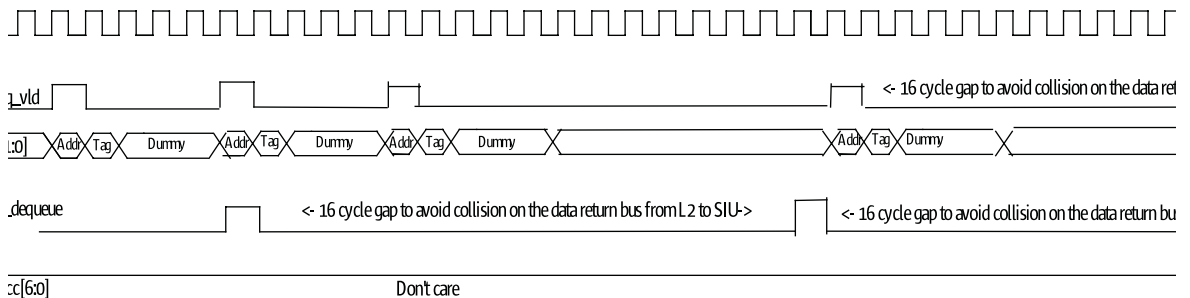 <- 16 cycle gap to avoid collision on the data ret
_vld
:0] Addr Tag Dummy Addr Tag Dummy Addr Tag Dummy Addr Tag Dummy
_dequeue <- 16 cycle gap to avoid collision on the data return bus from L2 to SIU-> <- 16 cycle gap to avoid collision on the data return bu
cc[6:0] Don't care